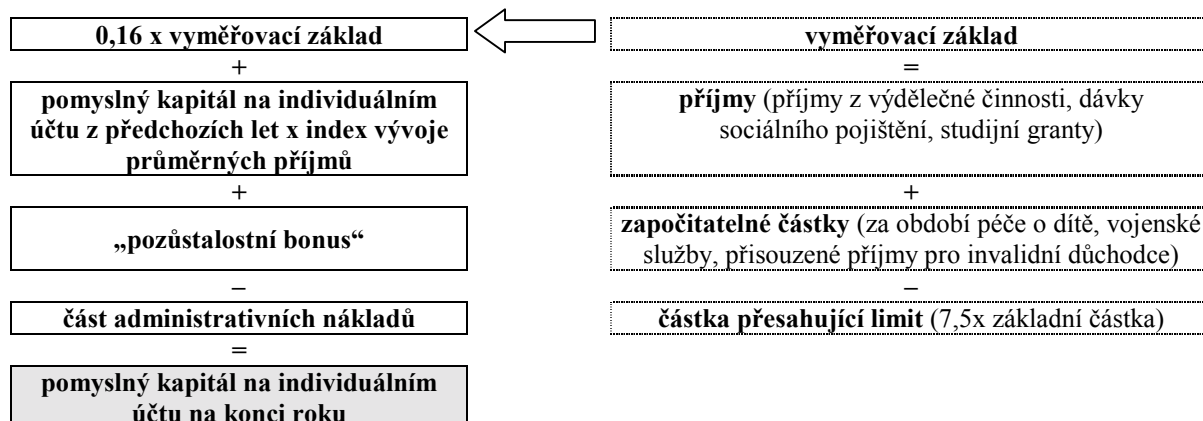 0,16 x vyměřovací základ
+
pomyslný kapitál na individuálním
účtu z předchozích let x index vývoje
průměrných příjmů
+
„pozůstalostní bonus“
–
část administrativních nákladů
=
pomyslný kapitál na individuálním
účtu na konci roku
vyměřovací základ
=
příjmy (příjmy z výdělečné činnosti, dávky
sociálního pojištění, studijní granty)
+
započitatelné částky (za období péče o dítě, vojenské
služby, přisouzené příjmy pro invalidní důchodce)
–
částka přesahující limit (7,5x základní částka)